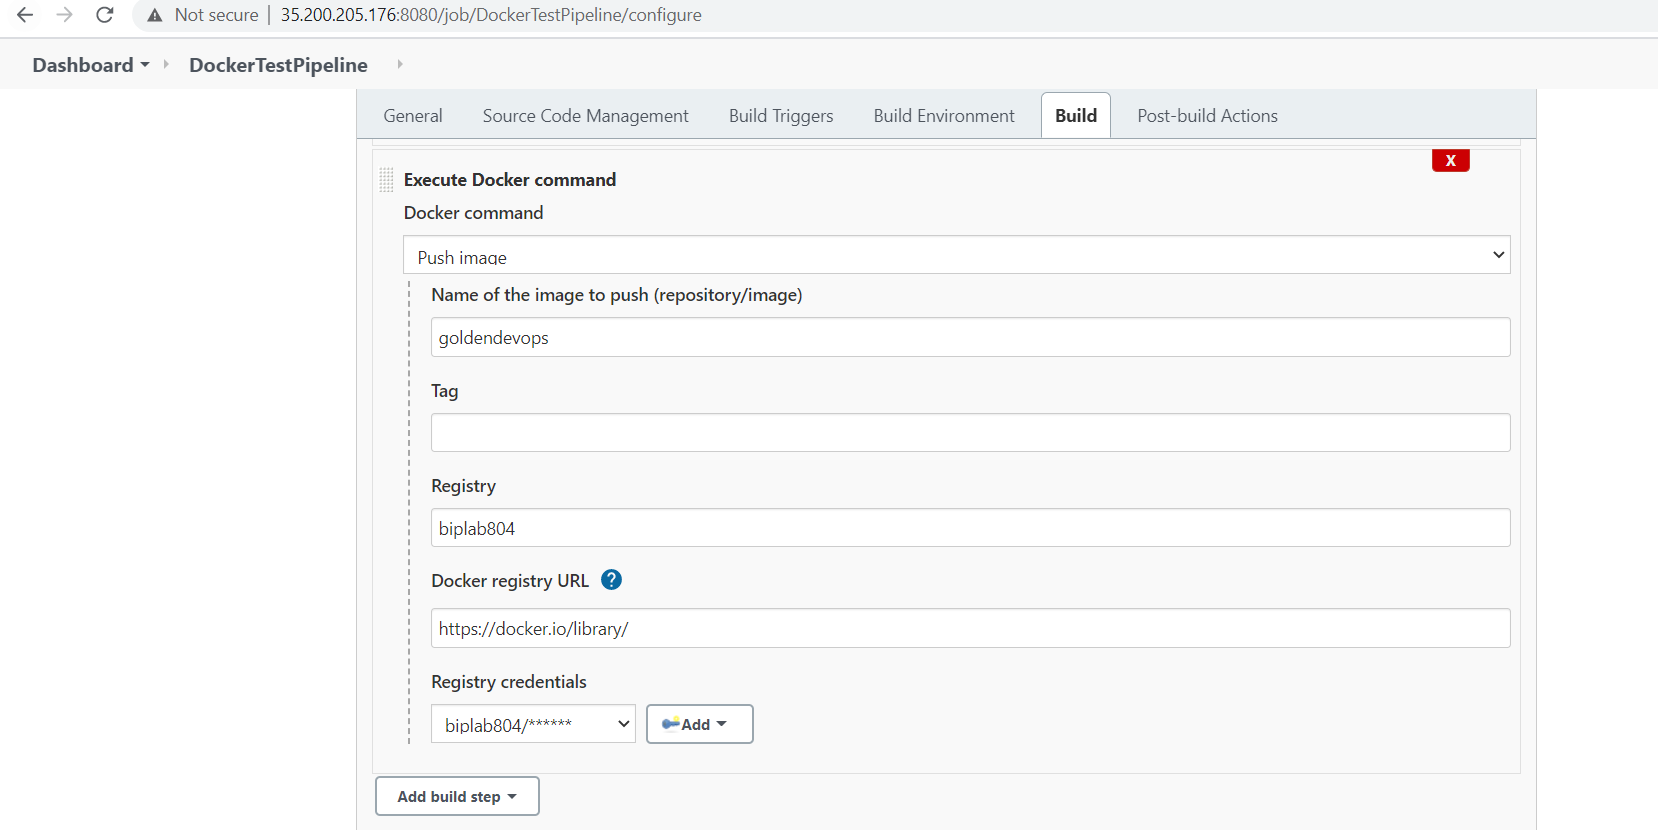 Not secure | 35.200.205.176:8080/job/DockerTestPipeline/configure
Dashboard DockerTestPipeline
General Source Code Management Build Triggers Build Environment Build Post-build Actions
X
Execute Docker command
Docker command
Push image
Name of the image to push (repository/image)
goldendevops
Tag
Registry
biplab804
Docker registry URL ?
https://docker.io/library/
Registry credentials
biplab804/****** Add
Add build step